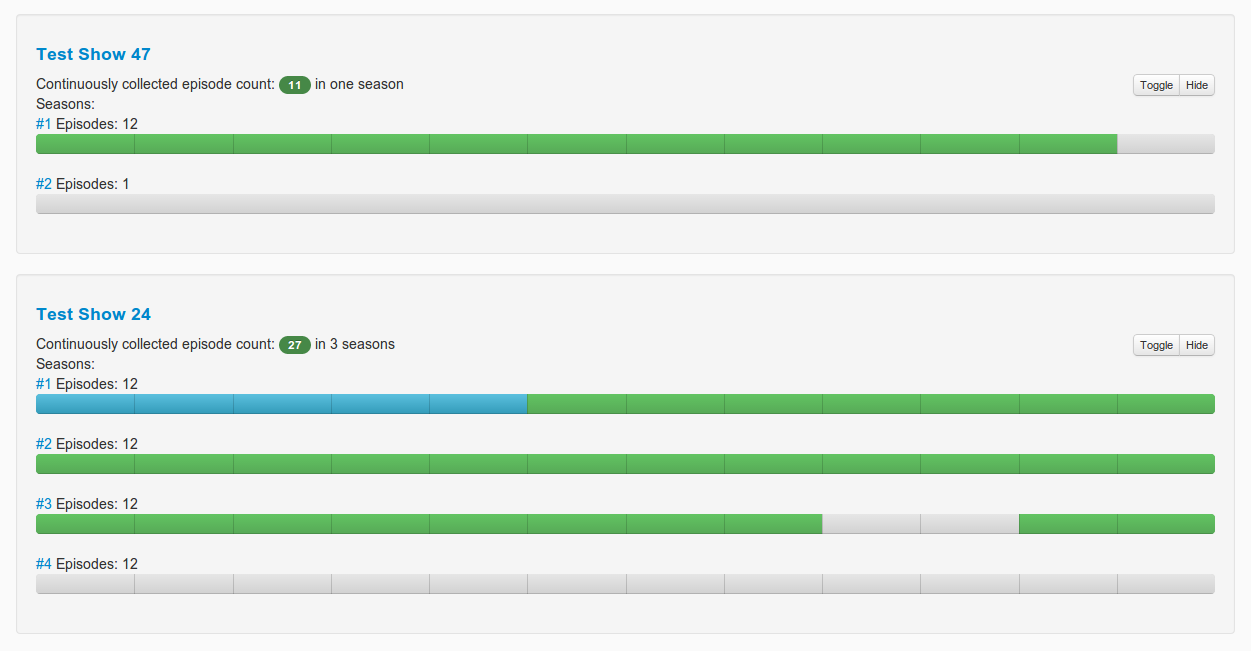 Test Show 47
Continuously collected episode count: 11 in one season
Toggle Hide
Seasons:
#1 Episodes: 12
#2 Episodes: 1
Test Show 24
Continuously collected episode count: 27 in 3 seasons
Toggle Hide
Seasons:
#1 Episodes: 12
#2 Episodes: 12
#3 Episodes: 12
#4 Episodes: 12